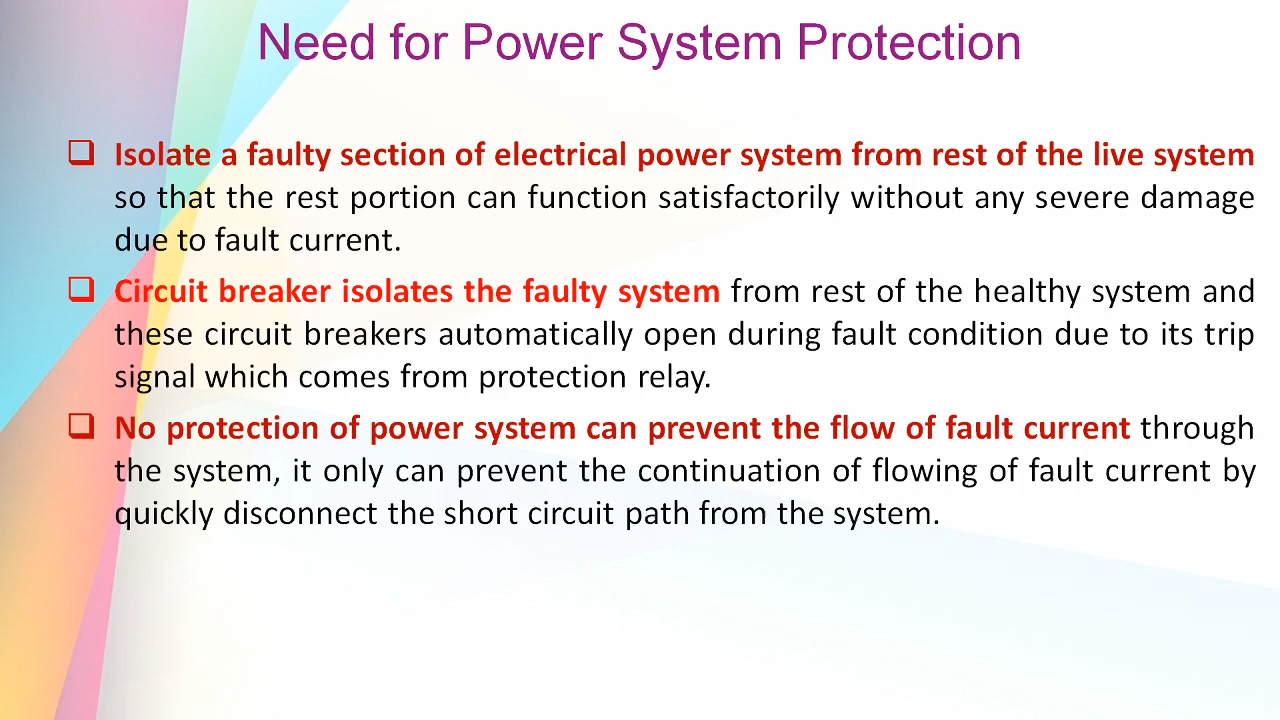 Need for Power System Protection
Isolate a faulty section of electrical power system from rest of the live system
so that the rest portion can function satisfactorily without any severe damage
due to fault current.
Circuit breaker isolates the faulty system from rest of the healthy system and
these circuit breakers automatically open during fault condition due to its trip
signal which comes from protection relay.
No protection of power system can prevent the flow of fault current through
the system, it only can prevent the continuation of flowing of fault current by
quickly disconnect the short circuit path from the system.